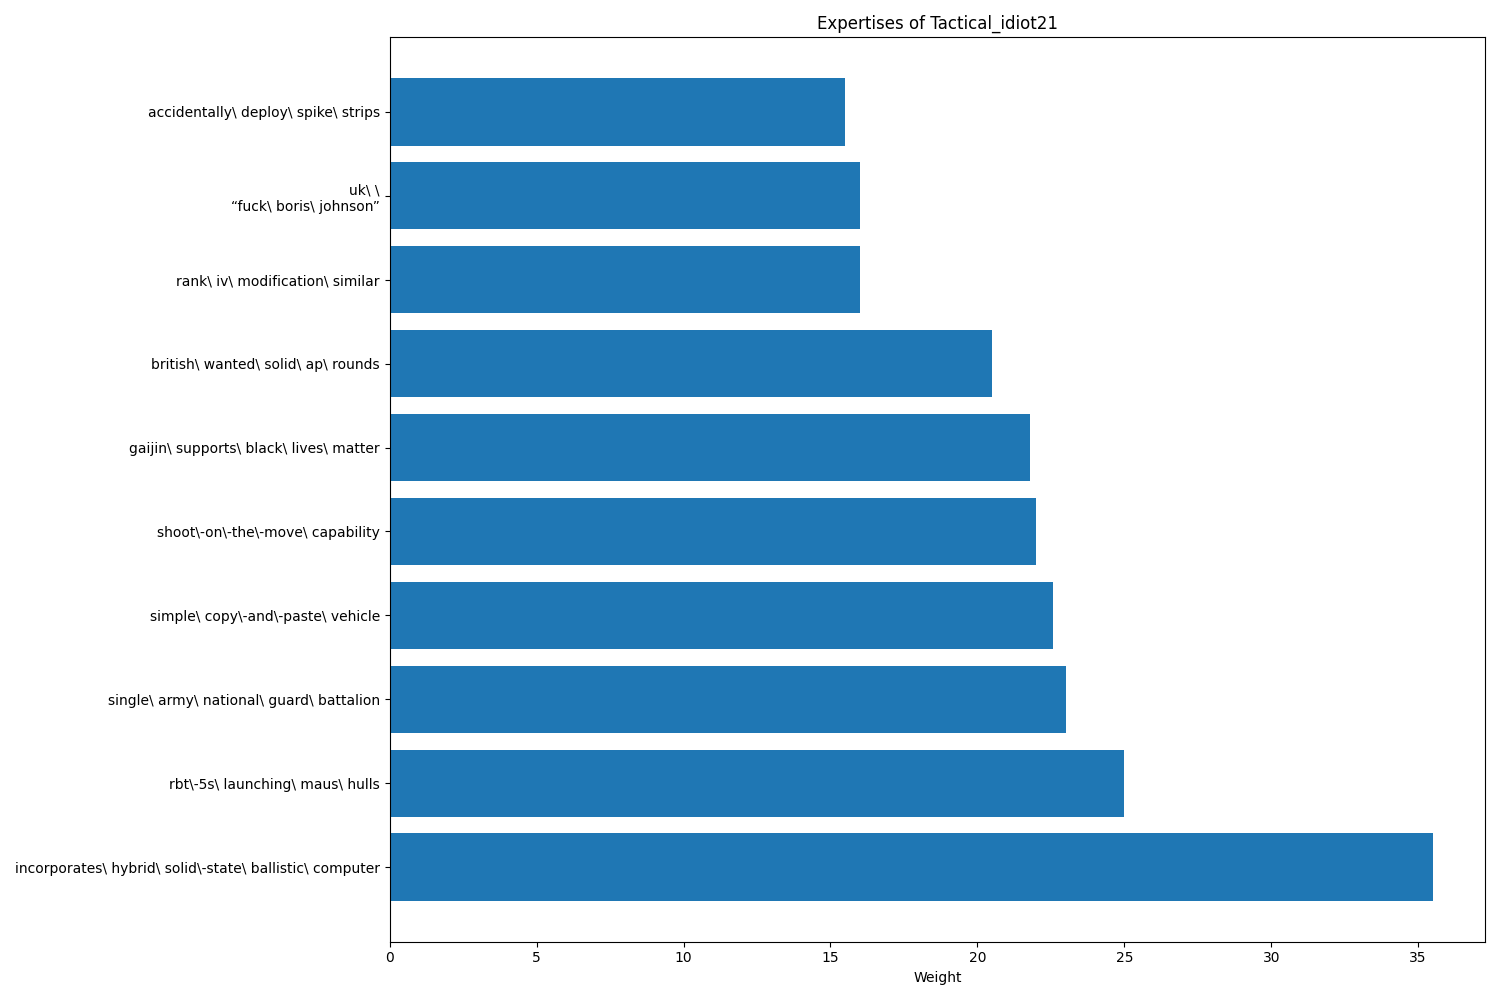 Expertises of Tactical_idiot21
accidentally\ deploy\ spike\ strips
uk\ \
“fuck\ boris\ johnson”
rank\ iv\ modification\ similar
british\ wanted\ solid\ ap\ rounds
gaijin\ supports\ black\ lives\ matter
shoot\-on\-the\-move\ capability
simple\ copy\-and\-paste\ vehicle
single\ army\ national\ guard\ battalion
rbt\-5s\ launching\ maus\ hulls
incorporates\ hybrid\ solid\-state\ ballistic\ computer
0 5 10 15 20 25 30 35
Weight